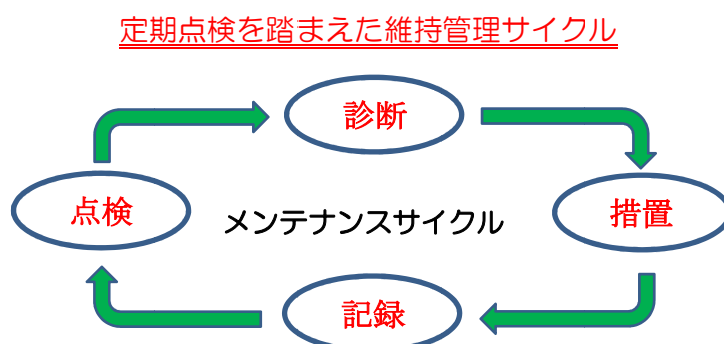 定期点検を踏まえた維持管理サイクル
診断
点検
メンテナンスサイクル
措置
記録